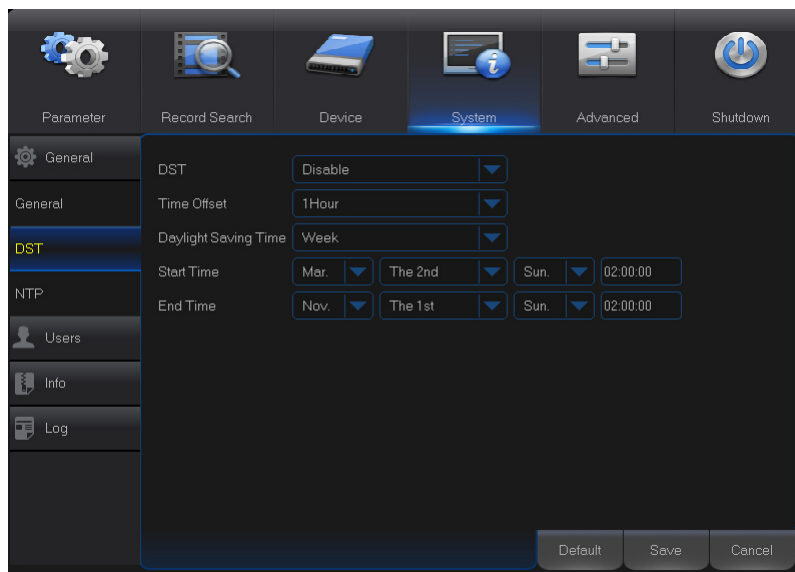 Parameter Record Search Device System Advanced Shutdown
General
General
DST
NTP
Users
Info
Log
DST Disable
Time Offset 1Hour
Daylight Saving Time Week
Start Time Mar. The 2nd Sun. 02:00:00
End Time Nov. The 1st Sun. 02:00:00
Default Save Cancel